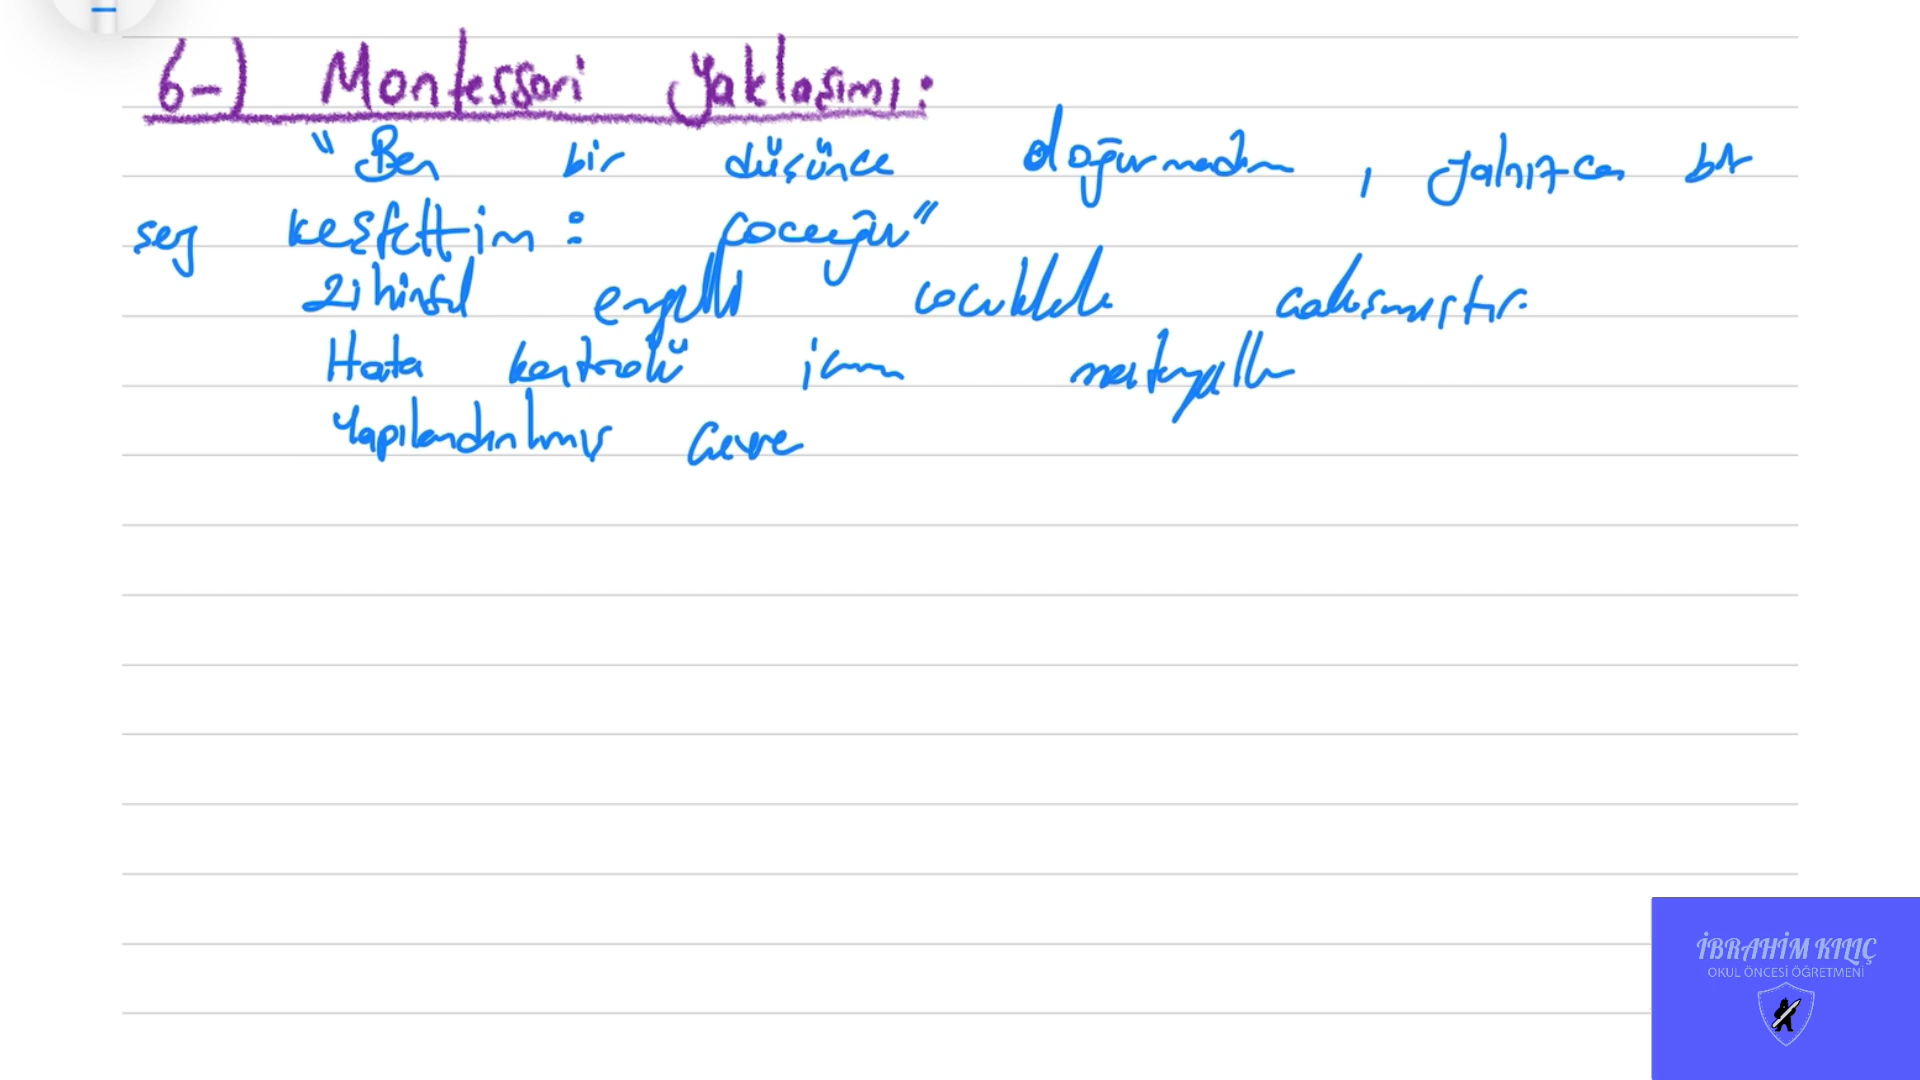 6-) Montessori Yaklaşımı:
"Ben bir düşünce doğurmadım, yalnızca bir
şey keşfettim: çocuğu"
Zihinsel engelli çocuklarla çalışmıştır.
Hata kontrolü içeren materyaller
Yapılandırılmış Çevre
İBRAHİM KILIÇ
OKUL ÖNCESİ ÖĞRETMENİ